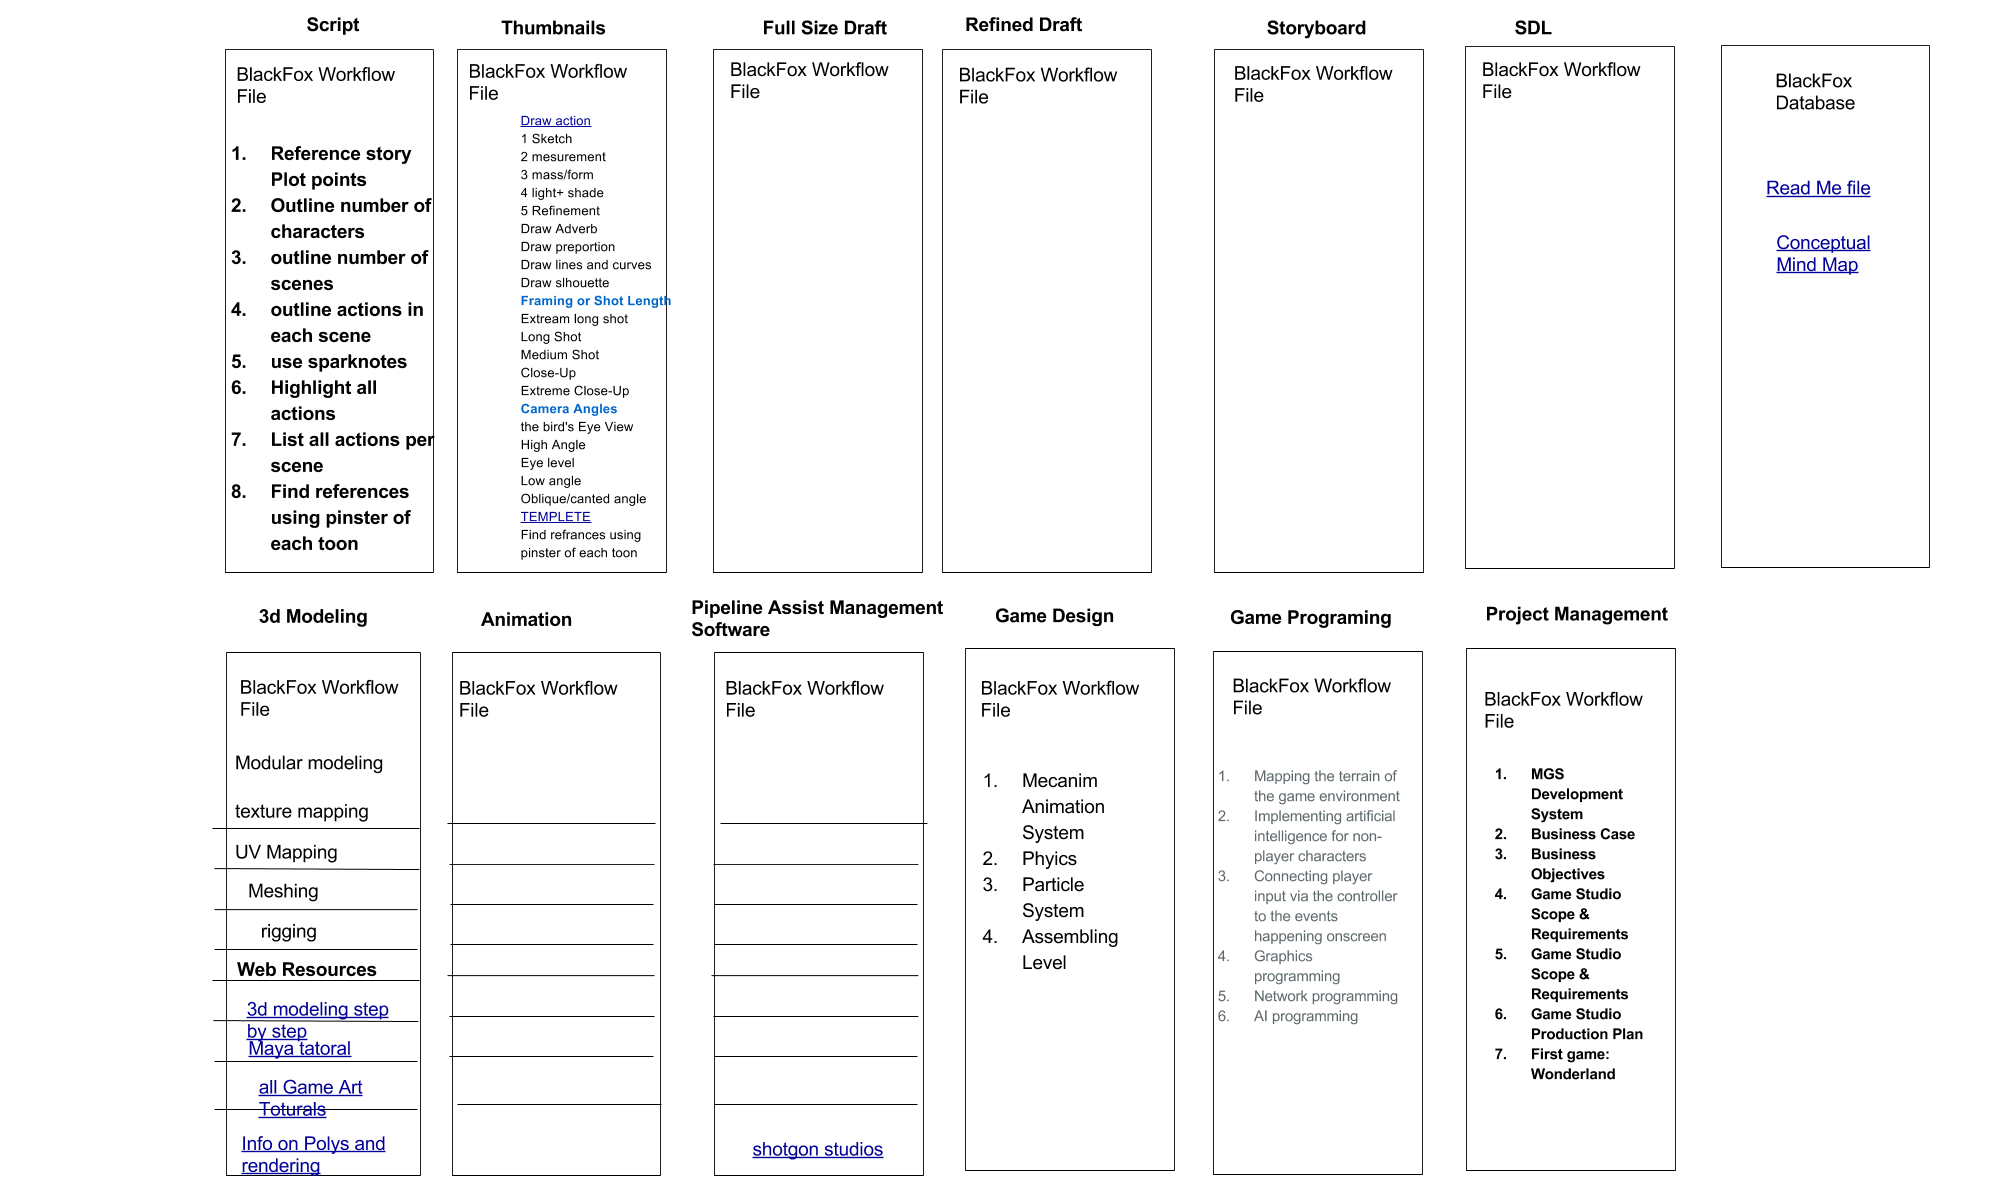 Script
BlackFox Workflow
File
1. Reference story
Plot points
2. Outline number of
characters
3. outline number of
scenes
4. outline actions in
each scene
5. use sparknotes
6. Highlight all
actions
7. List all actions per
scene
8. Find references
using pinster of
each toon
Thumbnails
BlackFox Workflow
File
Draw action
1 Sketch
2 mesurement
3 mass/form
4 light+ shade
5 Refinement
Draw Adverb
Draw preportion
Draw lines and curves
Draw slhouette
Framing or Shot Length
Extream long shot
Long Shot
Medium Shot
Close-Up
Extreme Close-Up
Camera Angles
the bird's Eye View
High Angle
Eye level
Low angle
Oblique/canted angle
TEMPLETE
Find refrances using
pinster of each toon
Full Size Draft
BlackFox Workflow
File
Refined Draft
BlackFox Workflow
File
Storyboard
BlackFox Workflow
File
SDL
BlackFox Workflow
File
BlackFox
Database
Read Me file
Conceptual
Mind Map
3d Modeling
BlackFox Workflow
File
Modular modeling
texture mapping
UV Mapping
Meshing
rigging
Web Resources
3d modeling step
by step
Maya tatoral
all Game Art
Toturals
Info on Polys and
rendering
Animation
BlackFox Workflow
File
Pipeline Assist Management
Software
BlackFox Workflow
File
shotgon studios
Game Design
BlackFox Workflow
File
1. Mecanim
Animation
System
2. Phyics
3. Particle
System
4. Assembling
Level
Game Programing
BlackFox Workflow
File
1. Mapping the terrain of
the game environment
2. Implementing artificial
intelligence for non-
player characters
3. Connecting player
input via the controller
to the events
happening onscreen
4. Graphics
programming
5. Network programming
6. AI programming
Project Management
BlackFox Workflow
File
1. MGS
Development
System
2. Business Case
3. Business
Objectives
4. Game Studio
Scope &
Requirements
5. Game Studio
Scope &
Requirements
6. Game Studio
Production Plan
7. First game:
Wonderland